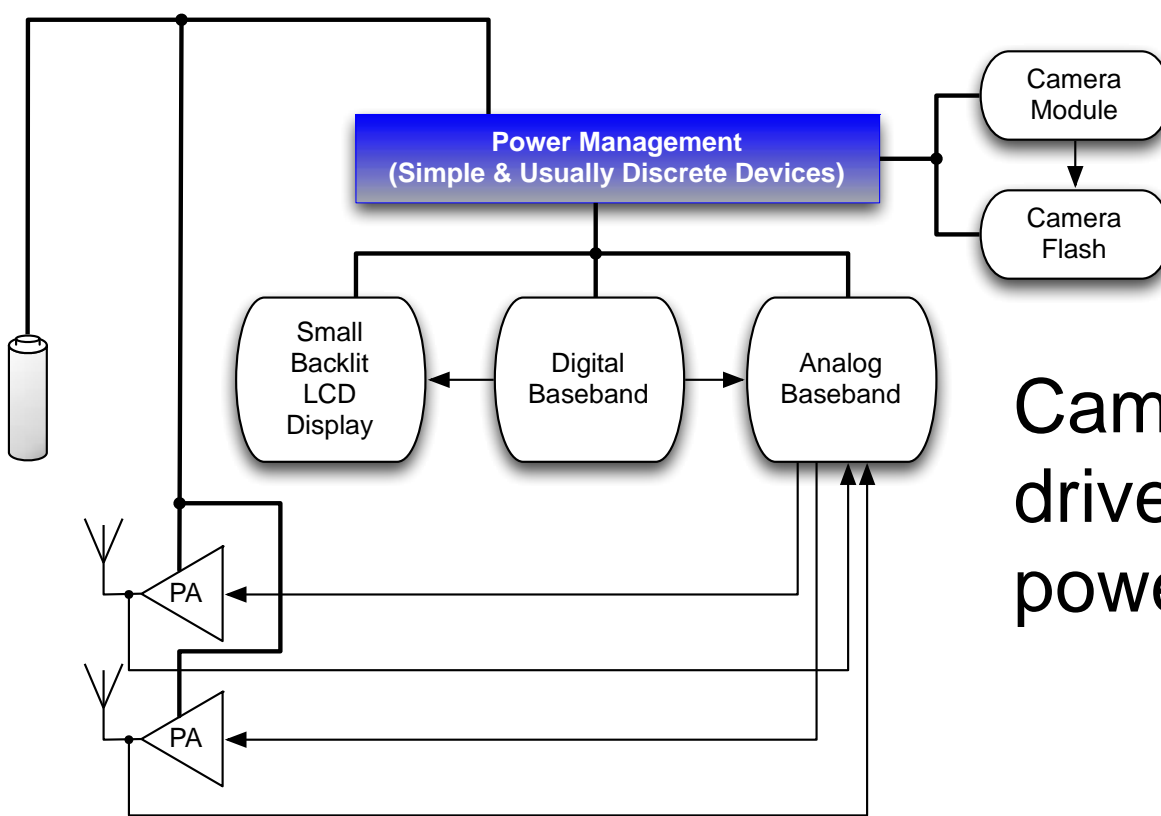 Power Management
(Simple & Usually Discrete Devices)
Camera
Module
Camera
Flash
Small
Backlit
LCD
Display
Digital
Baseband
Analog
Baseband
PA
PA